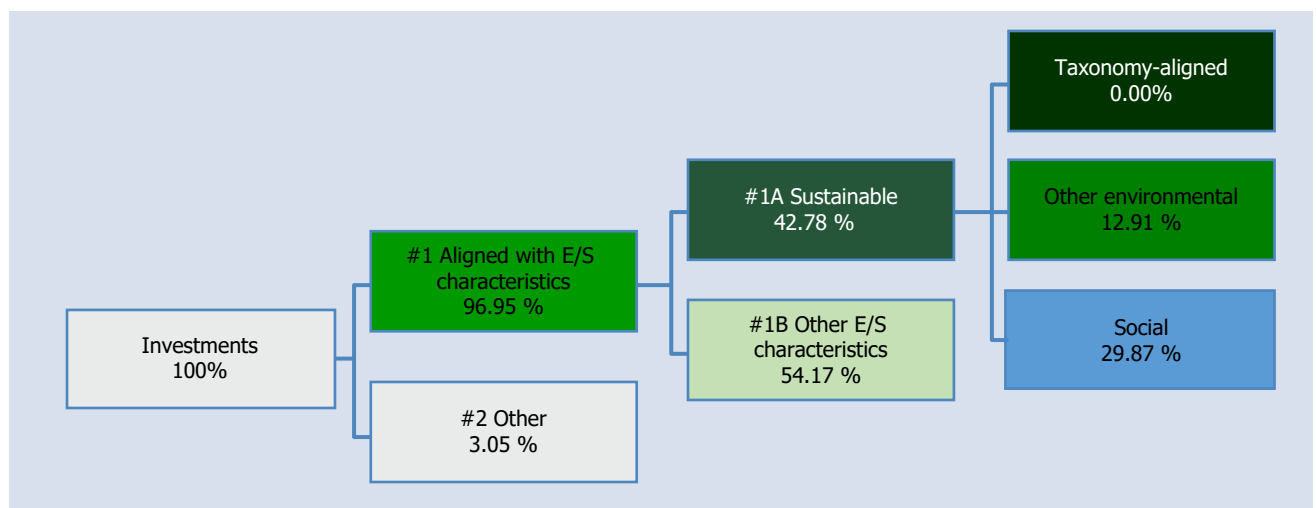 Investments
100%
#1 Aligned with E/S
characteristics
96.95 %
#2 Other
3.05 %
#1A Sustainable
42.78 %
#1B Other E/S
characteristics
54.17 %
Taxonomy-aligned
0.00%
Other environmental
12.91 %
Social
29.87 %